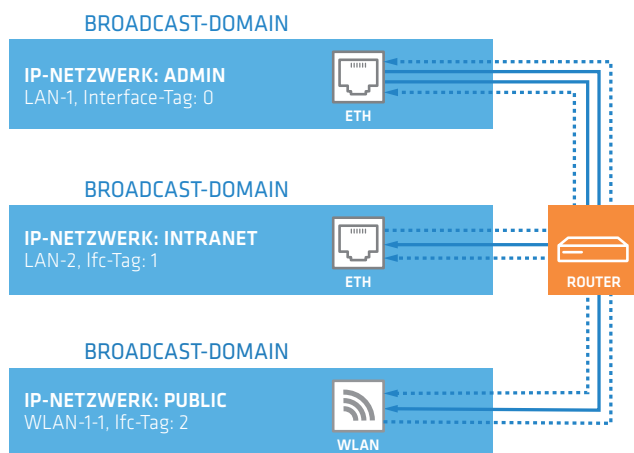 BROADCAST-DOMAIN
IP-NETZWERK: ADMIN
LAN-1, Interface-Tag: 0
ETH
BROADCAST-DOMAIN
IP-NETZWERK: INTRANET
LAN-2, Ifc-Tag: 1
ETH
ROUTER
BROADCAST-DOMAIN
IP-NETZWERK: PUBLIC
WLAN-1-1, Ifc-Tag: 2
WLAN